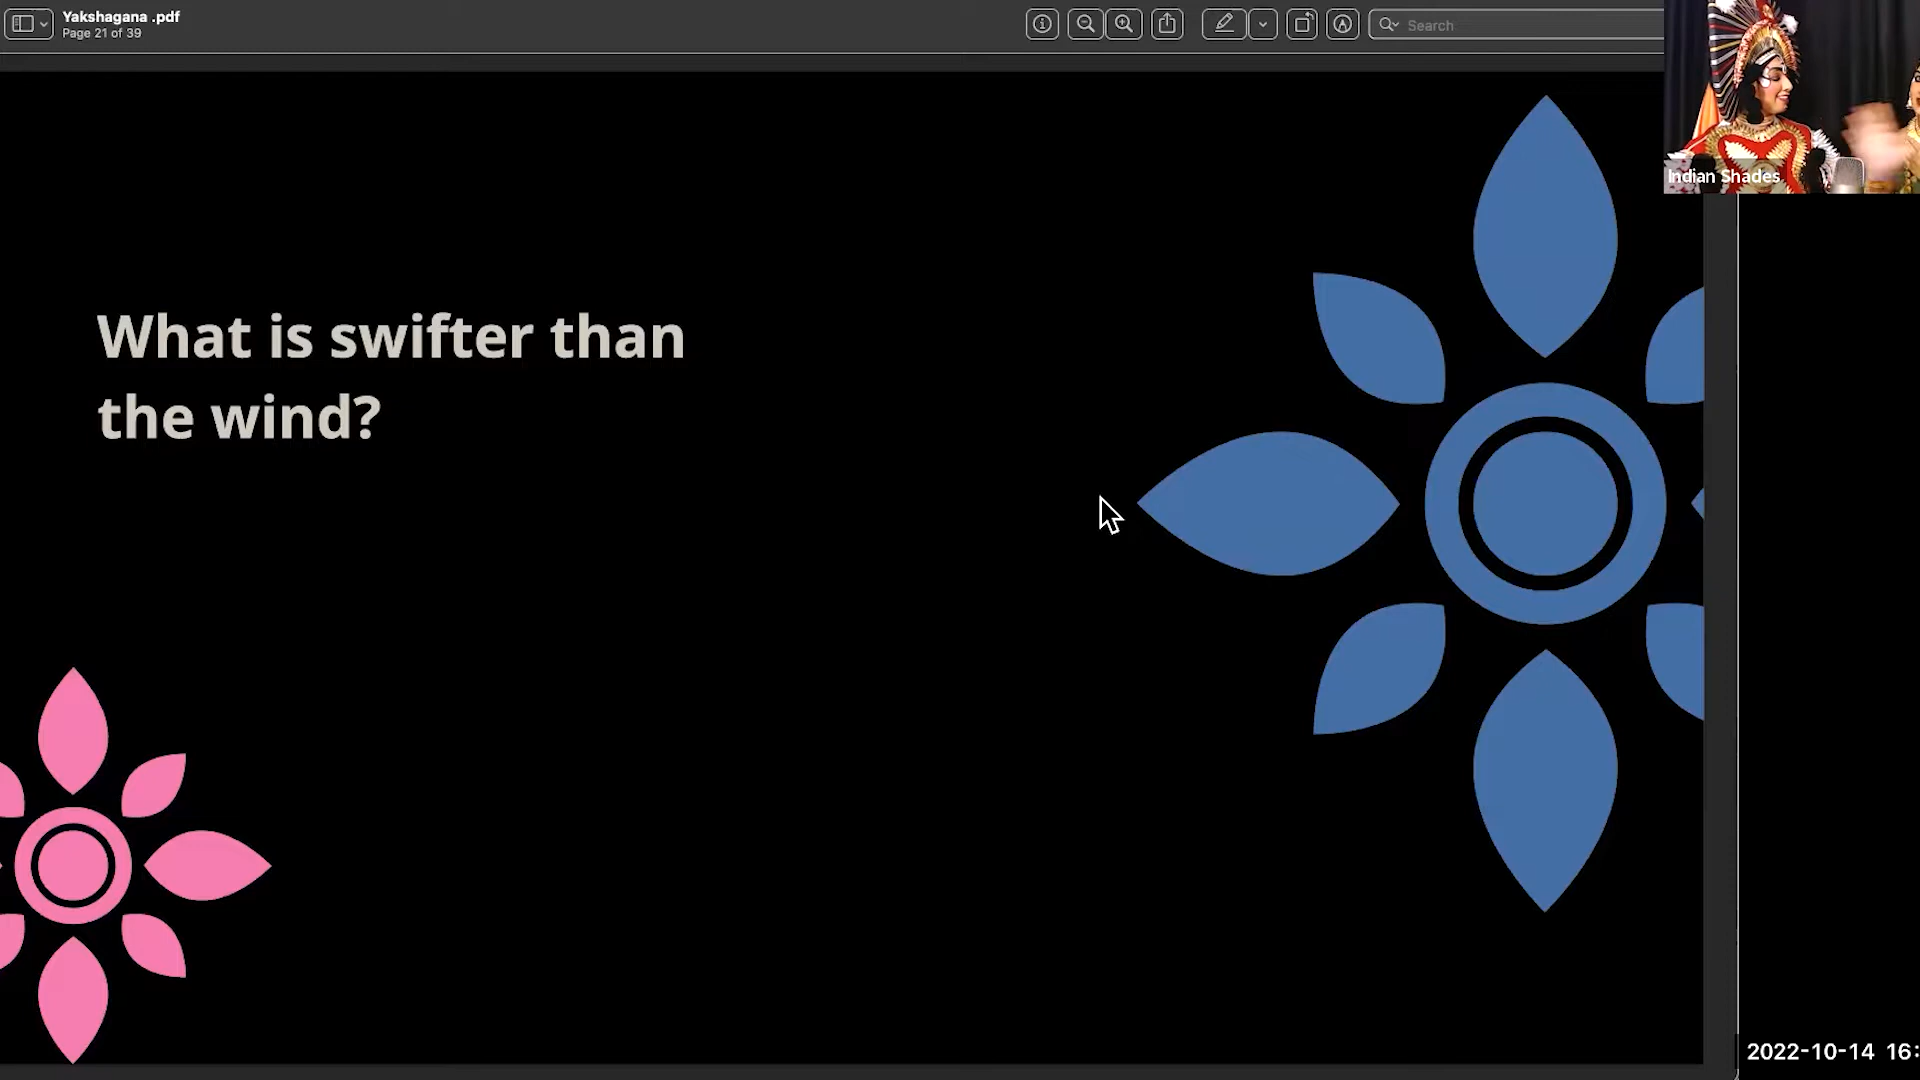 Yakshagana .pdf
Page 21 of 39
Search
Indian Shades
What is swifter than
the wind?
2022-10-14 16: